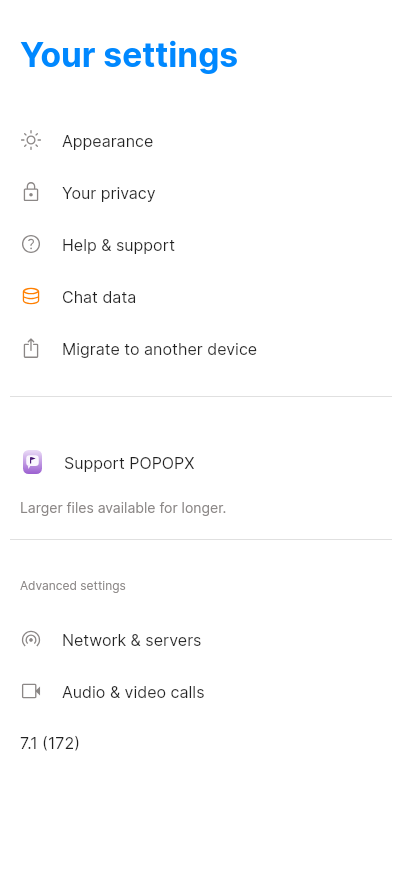 Your settings
Appearance
Your privacy
Help & support
Chat data
Migrate to another device
Support POPOPX
Larger files available for longer.
Advanced settings
Network & servers
Audio & video calls
7.1 (172)